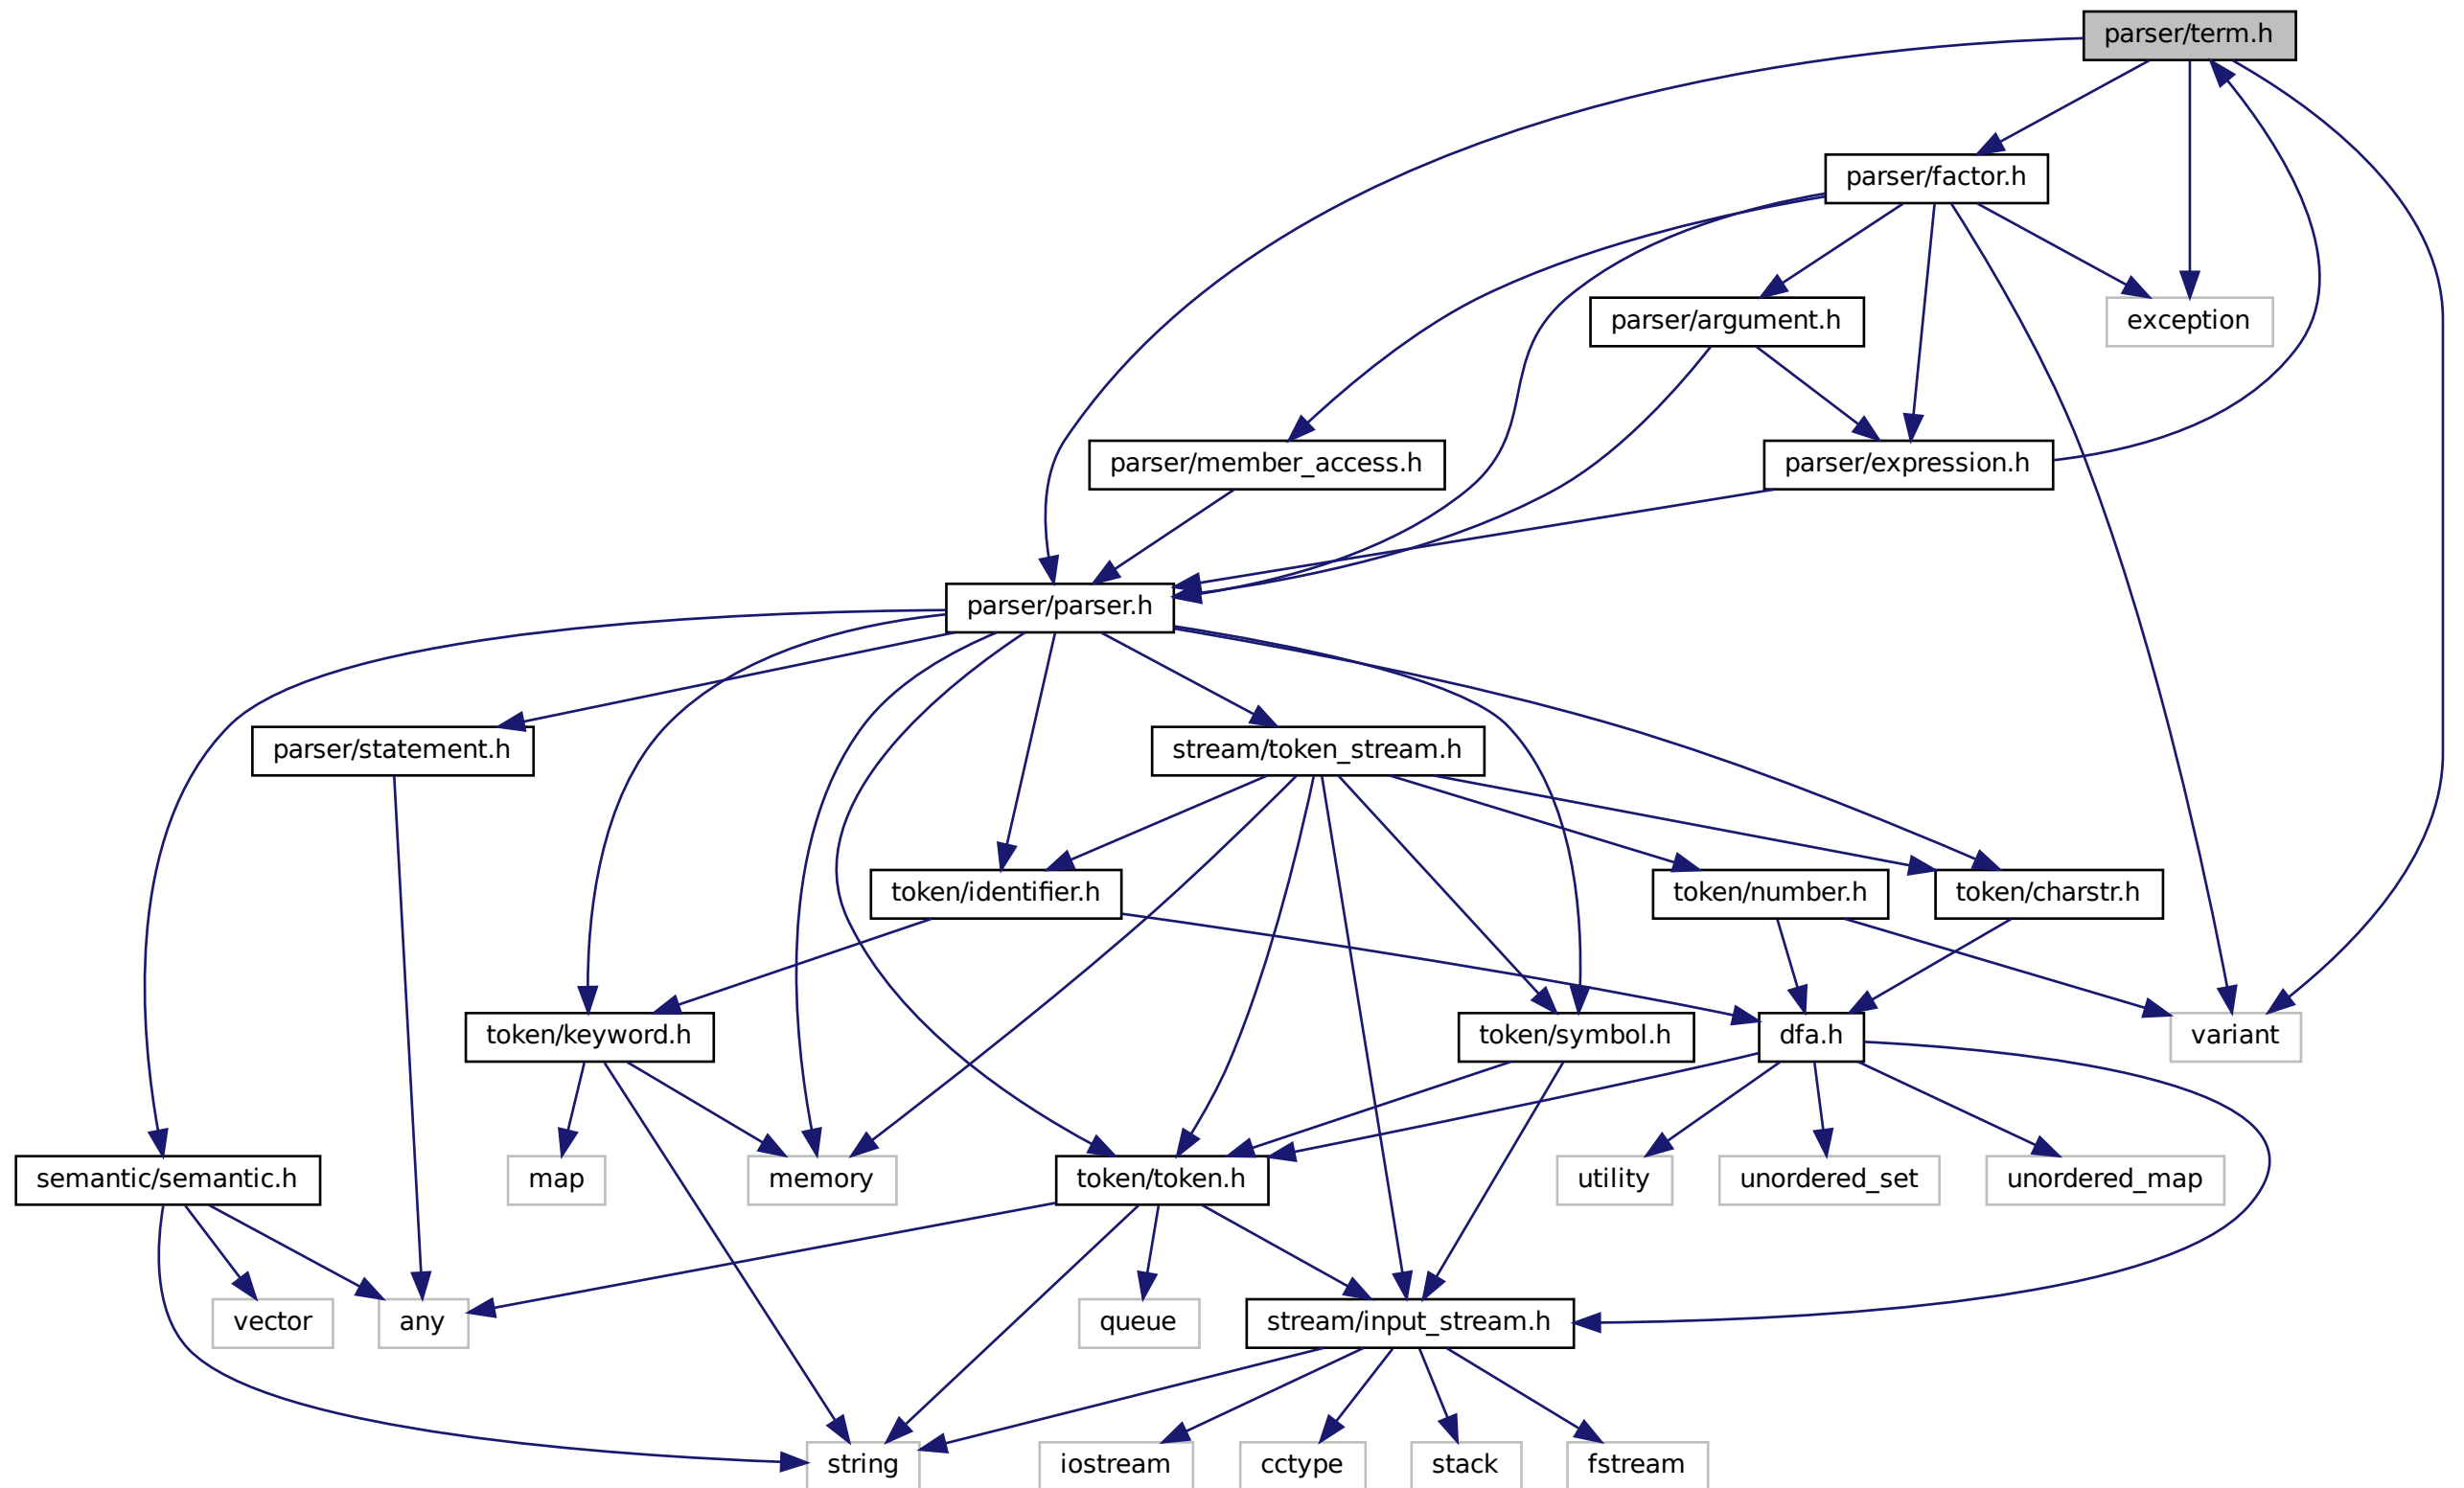 parser/term.h
parser/factor.h
parser/argument.h
exception
parser/member_access.h
parser/expression.h
parser/parser.h
parser/statement.h
stream/token_stream.h
token/identifier.h
token/number.h
token/charstr.h
token/keyword.h
token/symbol.h
dfa.h
variant
semantic/semantic.h
map
memory
token/token.h
utility
unordered_set
unordered_map
vector
any
queue
stream/input_stream.h
string
iostream
cctype
stack
fstream